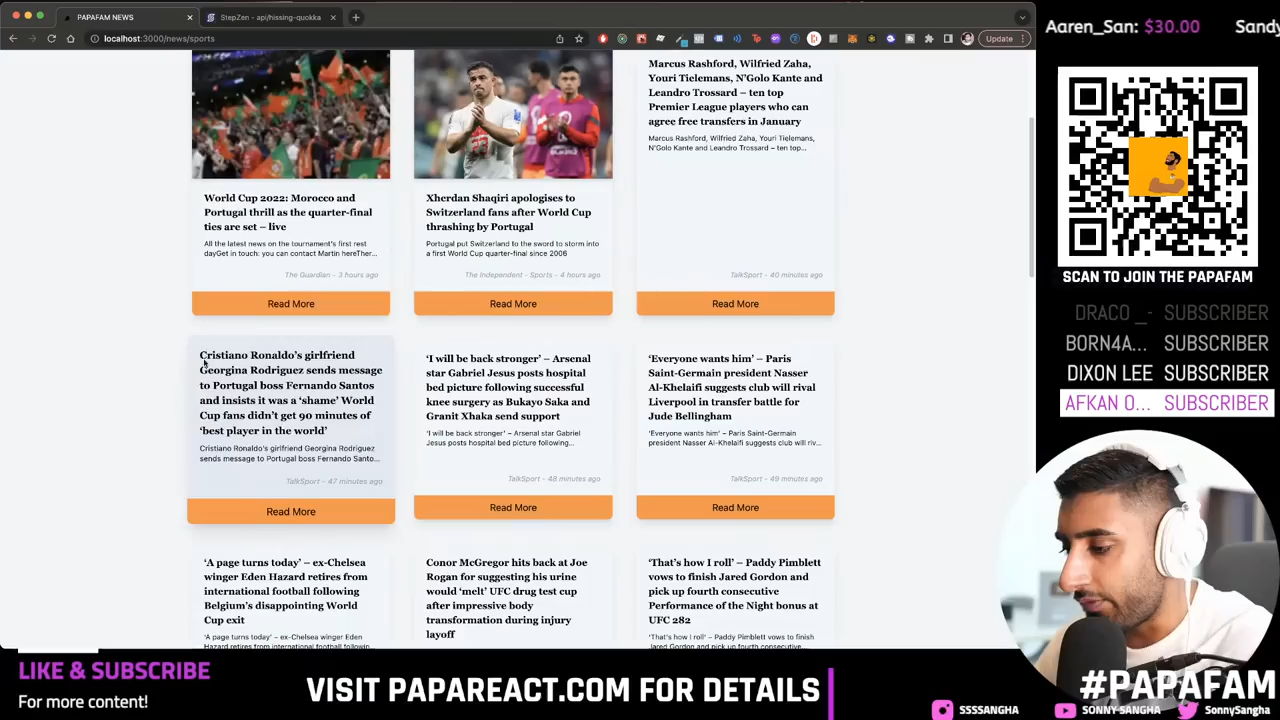 PAPAFAM NEWS
StepZen - api/hissing-quokka
localhost:3000/news/sports
Update
Aaren_San: $30.00
Sandy
World Cup 2022: Morocco and
Portugal thrill as the quarter-final
ties are set – live
All the latest news on the tournament's first rest
dayGet in touch: you can contact Martin hereTher...
The Guardian - 3 hours ago
Read More
Xherdan Shaqiri apologises to
Switzerland fans after World Cup
thrashing by Portugal
Portugal put Switzerland to the sword to storm into
a first World Cup quarter-final since 2006
The Independent - Sports - 4 hours ago
Read More
Marcus Rashford, Wilfried Zaha,
Youri Tielemans, N'Golo Kante and
Leandro Trossard – ten top
Premier League players who can
agree free transfers in January
Marcus Rashford, Wilfried Zaha, Youri Tielemans,
N'Golo Kante and Leandro Trossard – ten top...
TalkSport - 40 minutes ago
Read More
Cristiano Ronaldo's girlfriend
Georgina Rodriguez sends message
to Portugal boss Fernando Santos
and insists it was a 'shame' World
Cup fans didn't get 90 minutes of
'best player in the world'
Cristiano Ronaldo's girlfriend Georgina Rodriguez
sends message to Portugal boss Fernando Santo...
TalkSport - 47 minutes ago
Read More
'I will be back stronger' – Arsenal
star Gabriel Jesus posts hospital
bed picture following successful
knee surgery as Bukayo Saka and
Granit Xhaka send support
'I will be back stronger' – Arsenal star Gabriel
Jesus posts hospital bed picture following...
TalkSport - 48 minutes ago
Read More
'Everyone wants him' – Paris
Saint-Germain president Nasser
Al-Khelaifi suggests club will rival
Liverpool in transfer battle for
Jude Bellingham
'Everyone wants him' – Paris Saint-Germain
president Nasser Al-Khelaifi suggests club will riv...
TalkSport - 49 minutes ago
Read More
'A page turns today' – ex-Chelsea
winger Eden Hazard retires from
international football following
Belgium's disappointing World
Cup exit
'A page turns today' – ex-Chelsea winger Eden
Hazard retires from international football followin...
Conor McGregor hits back at Joe
Rogan for suggesting his urine
would 'melt' UFC drug test cup
after impressive body
transformation during injury
layoff
'That's how I roll' – Paddy Pimblett
vows to finish Jared Gordon and
pick up fourth consecutive
Performance of the Night bonus at
UFC 282
'That's how I roll' – Paddy Pimblett vows to finish
Jared Gordon and pick up fourth consecutive
SCAN TO JOIN THE PAPAFAM
DRACO _- SUBSCRIBER
BORN4A... SUBSCRIBER
DIXON LEE SUBSCRIBER
AFKAN O... SUBSCRIBER
LIKE & SUBSCRIBE
For more content!
VISIT PAPAREACT.COM FOR DETAILS
#PAPAFAM
SSSSANGHA
SONNY SANGHA
SonnySangha